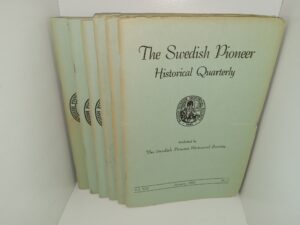 The Swedish Pioneer
Historical Quarterly
Published by
The Swedish Pioneer Historical Society